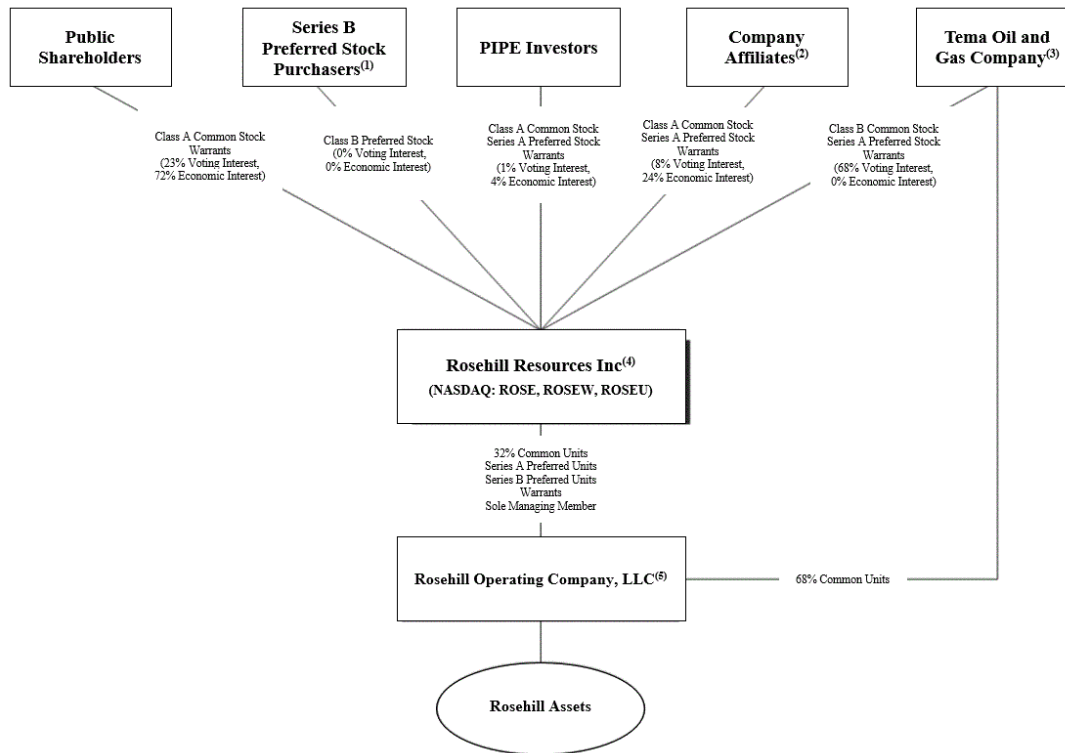 Public
Shareholders
Series B
Preferred Stock
Purchasers(1)
PIPE Investors
Company
Affiliates(2)
Tema Oil and
Gas Company(3)
Class A Common Stock
Warrants
(23% Voting Interest,
72% Economic Interest)
Class B Preferred Stock
(0% Voting Interest,
0% Economic Interest)
Class A Common Stock
Series A Preferred Stock
Warrants
(1% Voting Interest,
4% Economic Interest)
Class A Common Stock
Series A Preferred Stock
Warrants
(8% Voting Interest,
24% Economic Interest)
Class B Common Stock
Series A Preferred Stock
Warrants
(68% Voting Interest,
0% Economic Interest)
Rosehill Resources Inc(4)
(NASDAQ: ROSE, ROSEW, ROSEU)
32% Common Units
Series A Preferred Units
Series B Preferred Units
Warrants
Sole Managing Member
Rosehill Operating Company, LLC(5)
68% Common Units
Rosehill Assets